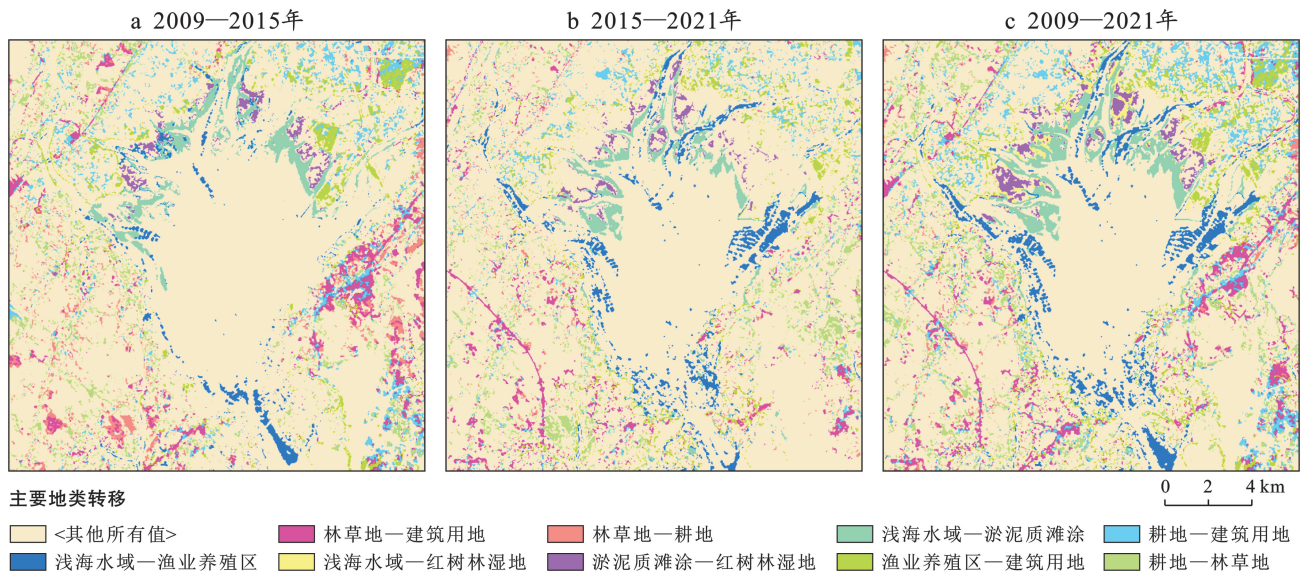 a 2009—2015年
b 2015—2021年
c 2009—2021年
主要地类转移
0 2 4 km
<其他所有值> 林草地—建筑用地 林草地—耕地 浅海水域—淤泥质滩涂 耕地—建筑用地
浅海水域—渔业养殖区 浅海水域—红树林湿地 淤泥质滩涂—红树林湿地 渔业养殖区—建筑用地 耕地—林草地